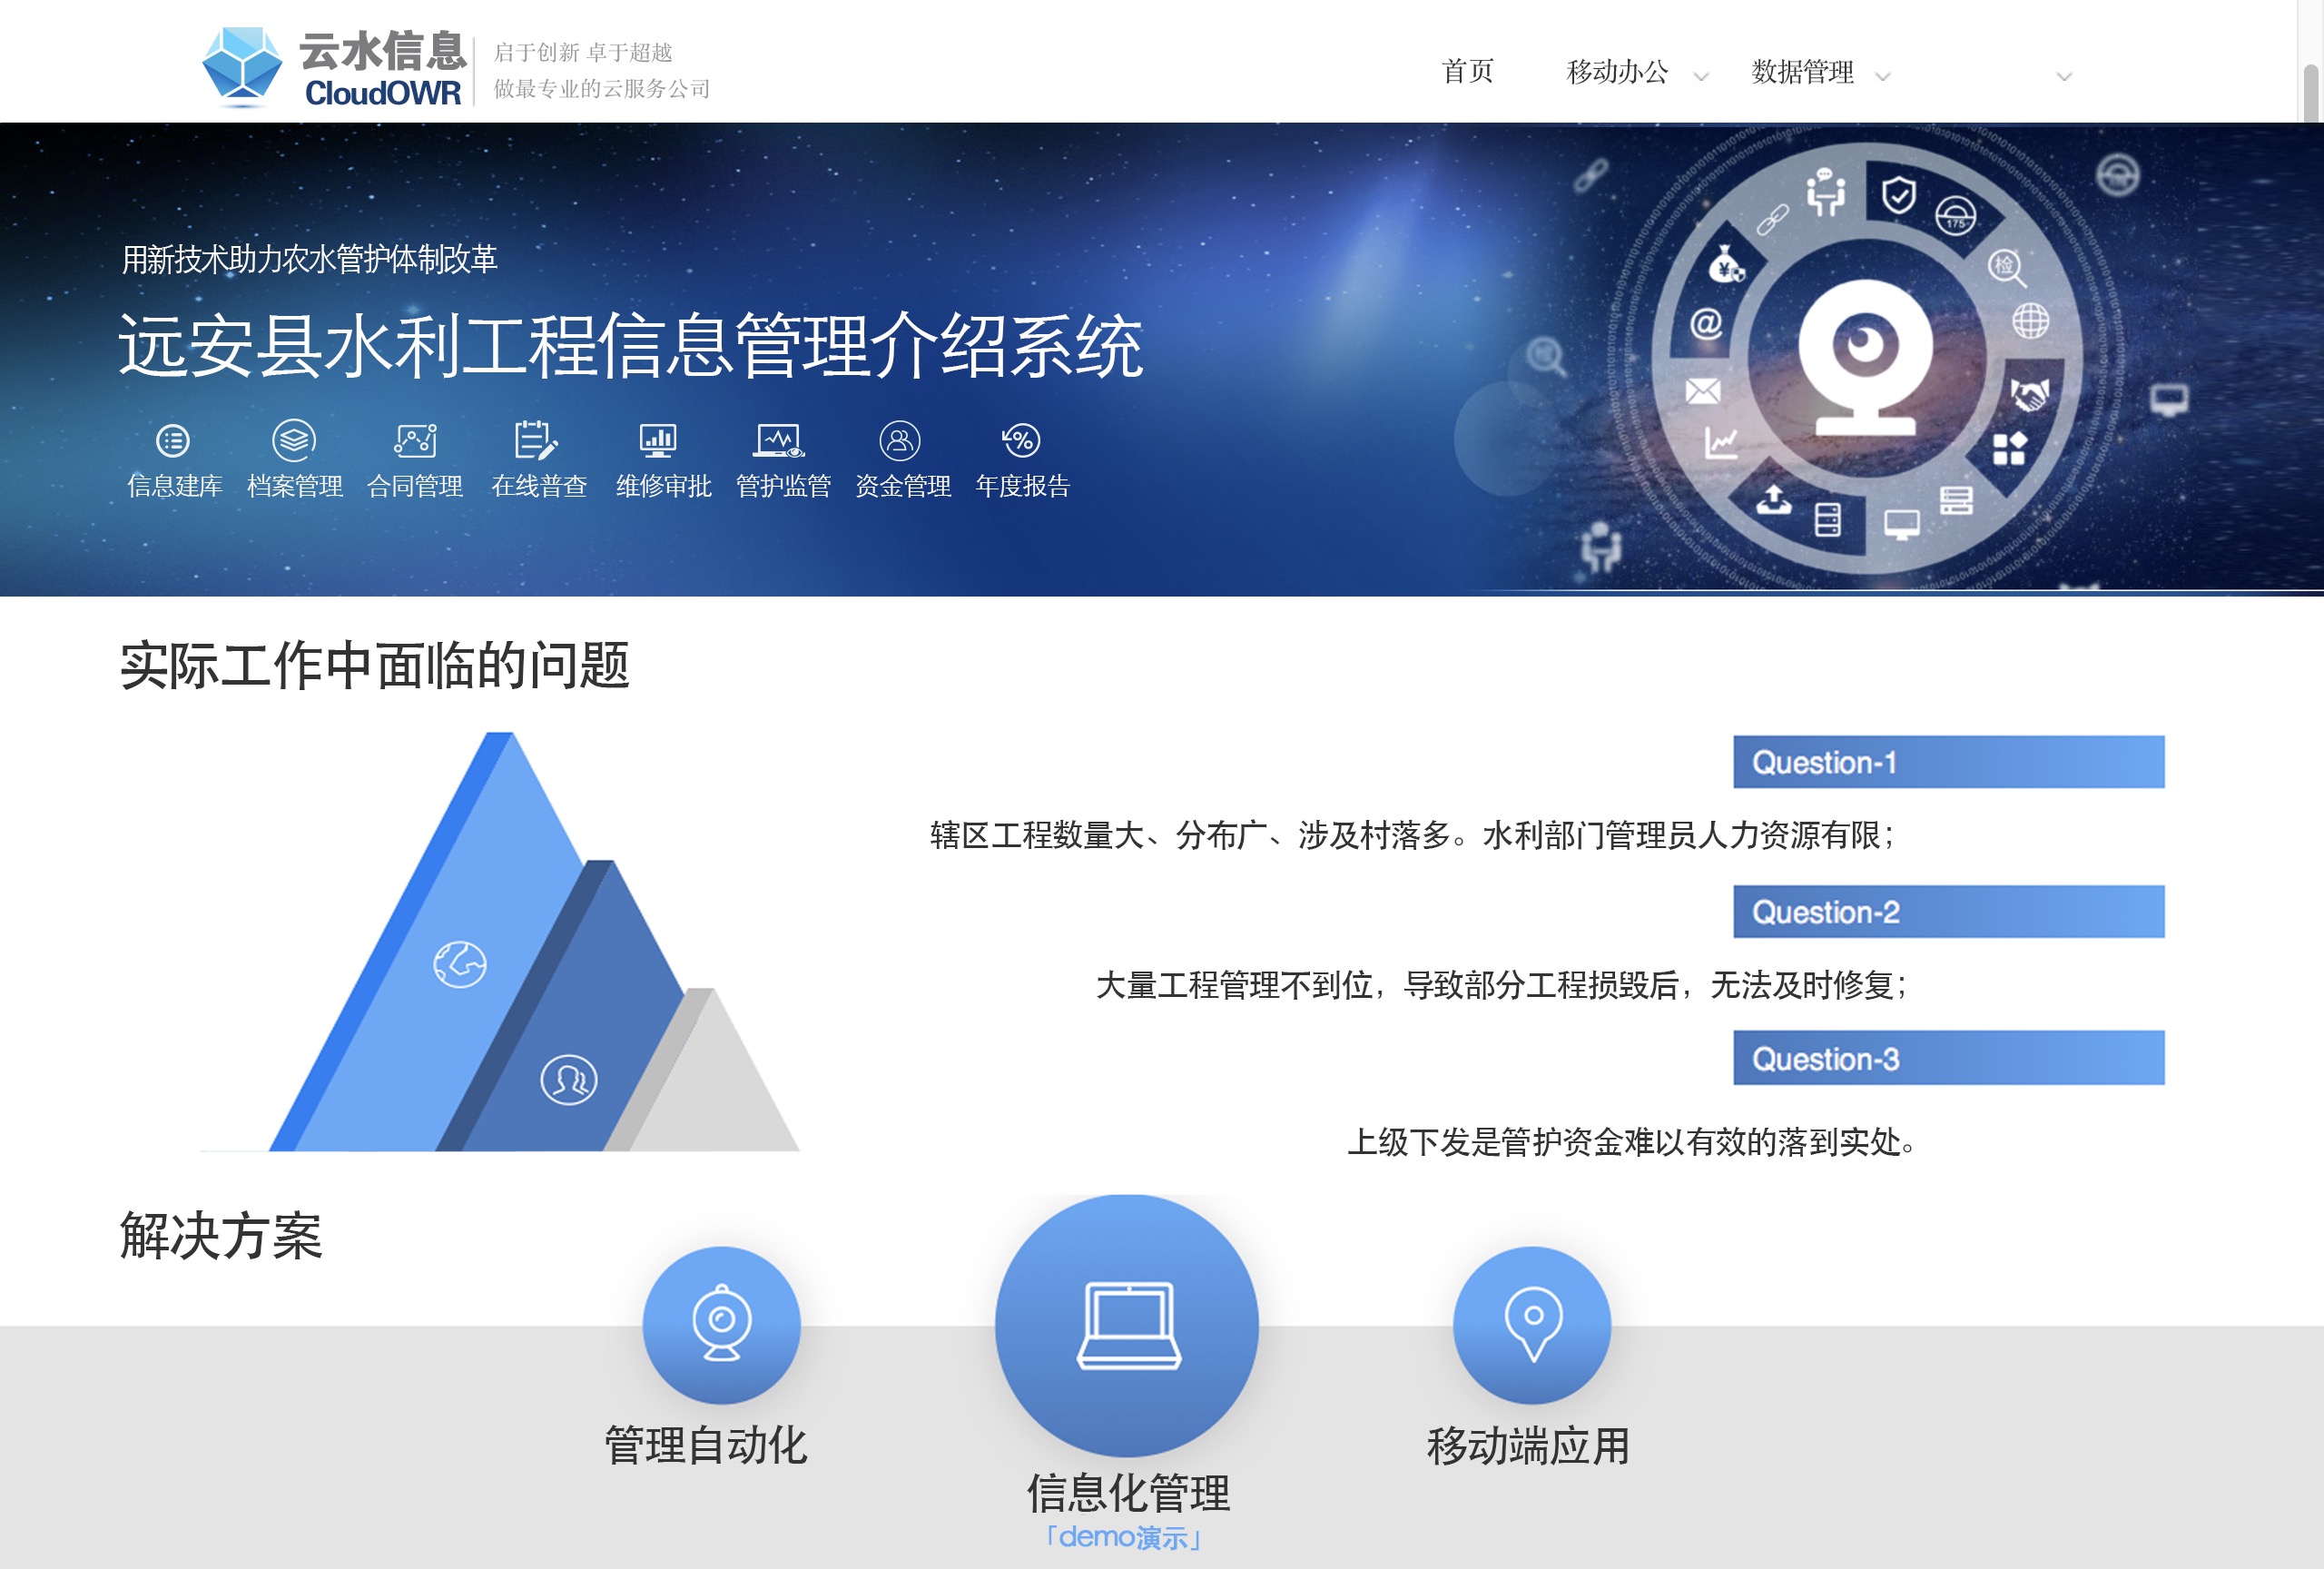 云水信息
CloudOWR
启于创新 卓于超越
做最专业的云服务公司
首页 移动办公 数据管理
用新技术助力农水管护体制改革
远安县水利工程信息管理介绍系统
信息建库 档案管理 合同管理 在线普查 维修审批 管护监管 资金管理 年度报告
175
检
@
实际工作中面临的问题
Question-1
辖区工程数量大、分布广、涉及村落多。水利部门管理员人力资源有限；
Question-2
大量工程管理不到位，导致部分工程损毁后，无法及时修复；
Question-3
上级下发是管护资金难以有效的落到实处。
解决方案
管理自动化
信息化管理
移动端应用
「demo演示」